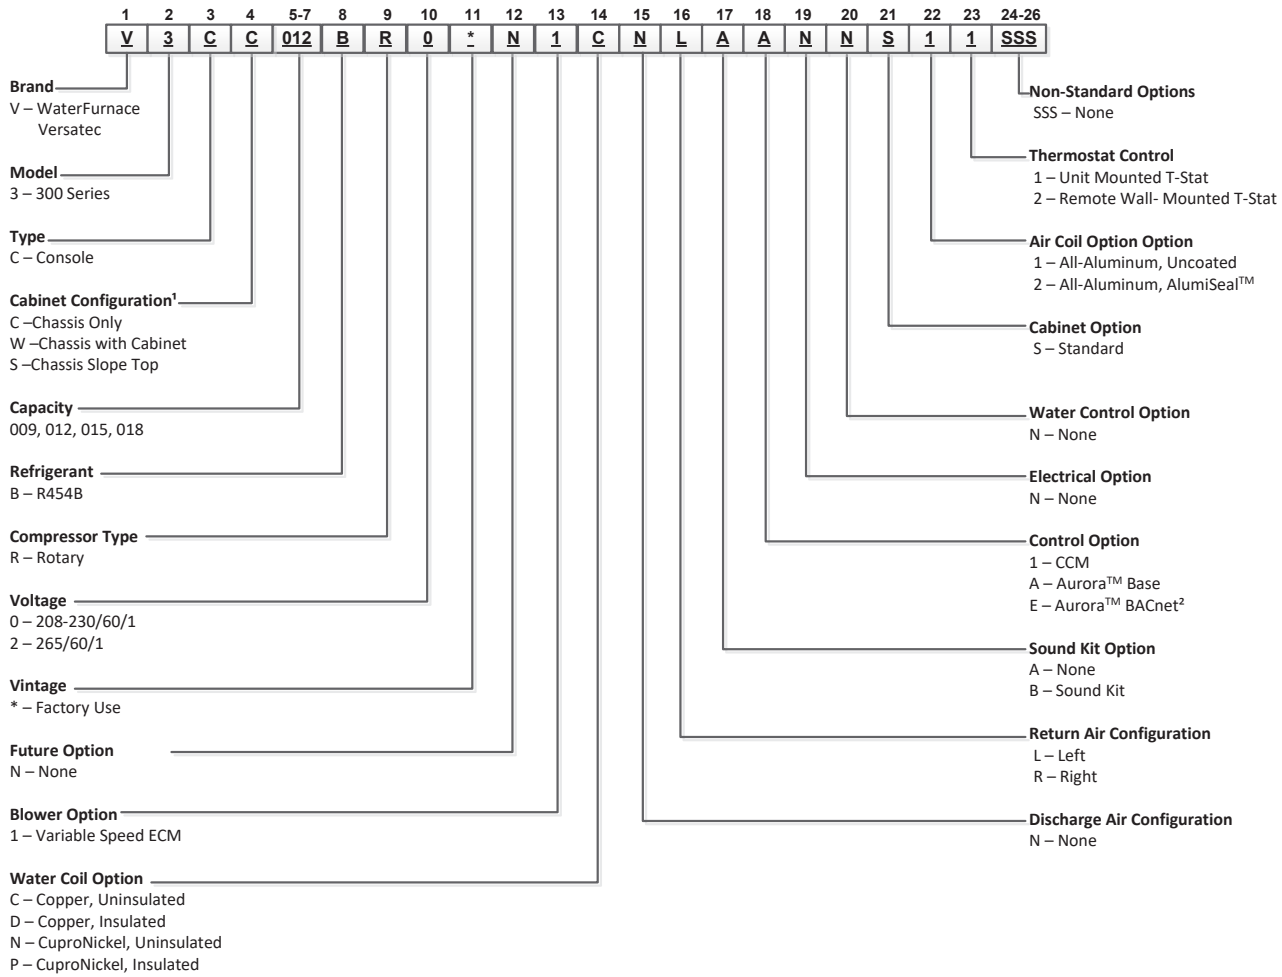 1 2 3 4 5-7 8 9 10 11 12 13 14 15 16 17 18 19 20 21 22 23 24-26
V 3 C C 012 B R 0 * N 1 C N L A A N N S 1 1 SSS
Brand
V – WaterFurnace
Versatec
Model
3 – 300 Series
Type
C – Console
Cabinet Configuration¹
C –Chassis Only
W –Chassis with Cabinet
S –Chassis Slope Top
Capacity
009, 012, 015, 018
Refrigerant
B – R454B
Compressor Type
R – Rotary
Voltage
0 – 208-230/60/1
2 – 265/60/1
Vintage
* – Factory Use
Future Option
N – None
Blower Option
1 – Variable Speed ECM
Water Coil Option
C – Copper, Uninsulated
D – Copper, Insulated
N – CuproNickel, Uninsulated
P – CuproNickel, Insulated
Non-Standard Options
SSS – None
Thermostat Control
1 – Unit Mounted T-Stat
2 – Remote Wall- Mounted T-Stat
Air Coil Option Option
1 – All-Aluminum, Uncoated
2 – All-Aluminum, AlumiSeal™
Cabinet Option
S – Standard
Water Control Option
N – None
Electrical Option
N – None
Control Option
1 – CCM
A – Aurora™ Base
E – Aurora™ BACnet²
Sound Kit Option
A – None
B – Sound Kit
Return Air Configuration
L – Left
R – Right
Discharge Air Configuration
N – None